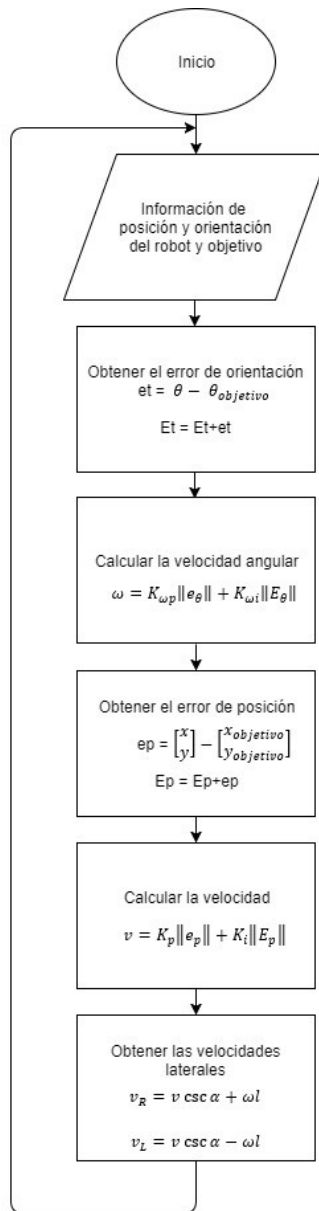 Inicio
Información de
posición y orientación
del robot y objetivo
Obtener el error de orientación
et = θ − θ_objetivo
Et = Et+et
Calcular la velocidad angular
ω = K_ωp‖e_θ‖ + K_ωi‖E_θ‖
Obtener el error de posición
ep = [x y] − [x_objetivo y_objetivo]
Ep = Ep+ep
Calcular la velocidad
v = K_p‖e_p‖ + K_i‖E_p‖
Obtener las velocidades
laterales
v_R = v csc α + ωl
v_L = v csc α − ωl